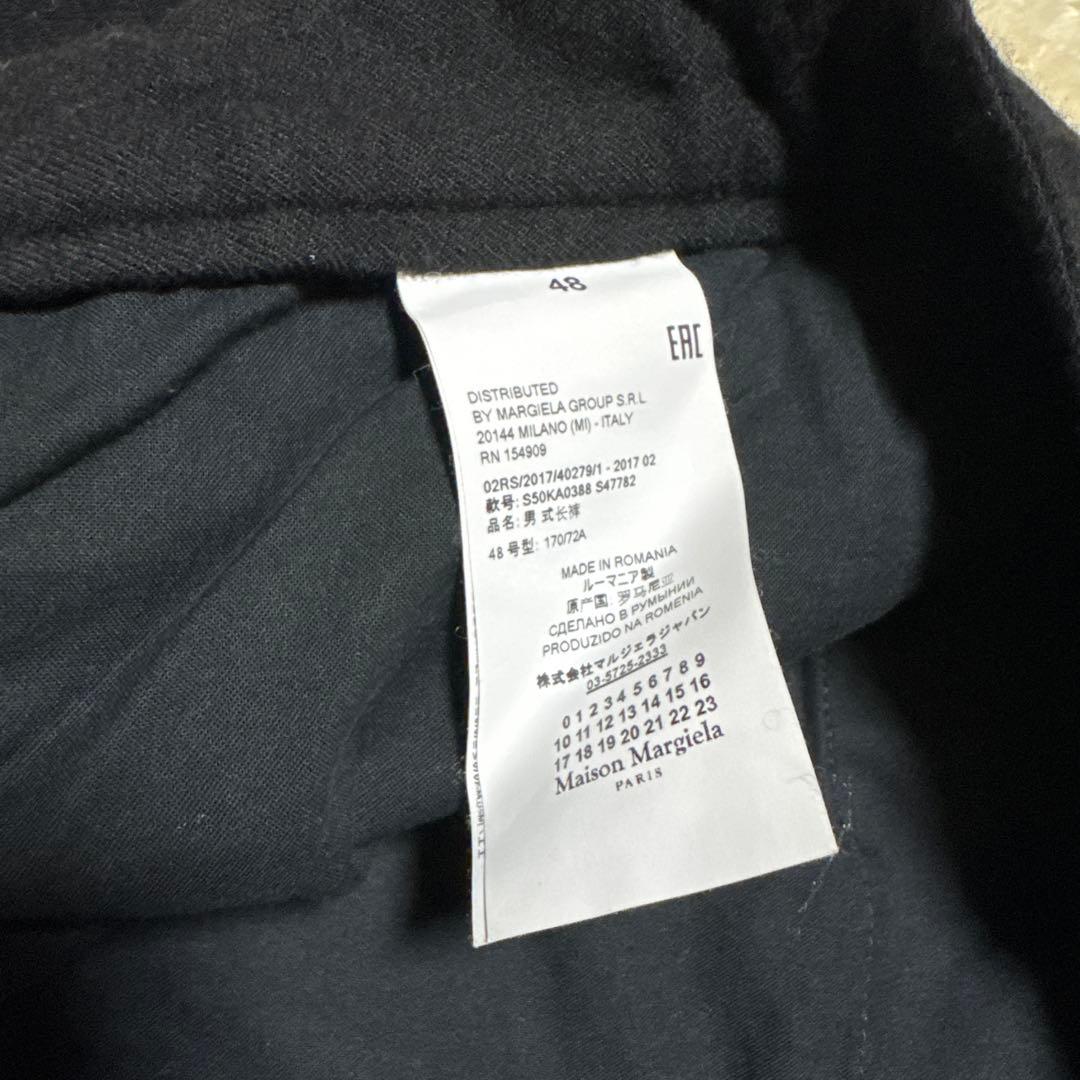 48
EAC
DISTRIBUTED
BY MARGIELA GROUP S.R.L
20144 MILANO (MI) - ITALY
RN 154909
02RS/2017/40279/1 - 2017 02
款号: S50KA0388 S47782
品名: 男 式长裤
48 号型: 170/72A
MADE IN ROMANIA
ルーマニア製
原产国: 罗马尼亚
СДЕЛАНО В РУМЫНИИ
PRODUZIDO NA ROMENIA
株式会社マルジェラジャパン
03-5725-2333
0 1 2 3 4 5 6 7 8 9
10 11 12 13 14 15 16
17 18 19 20 21 22 23
Maison Margiela
PARIS